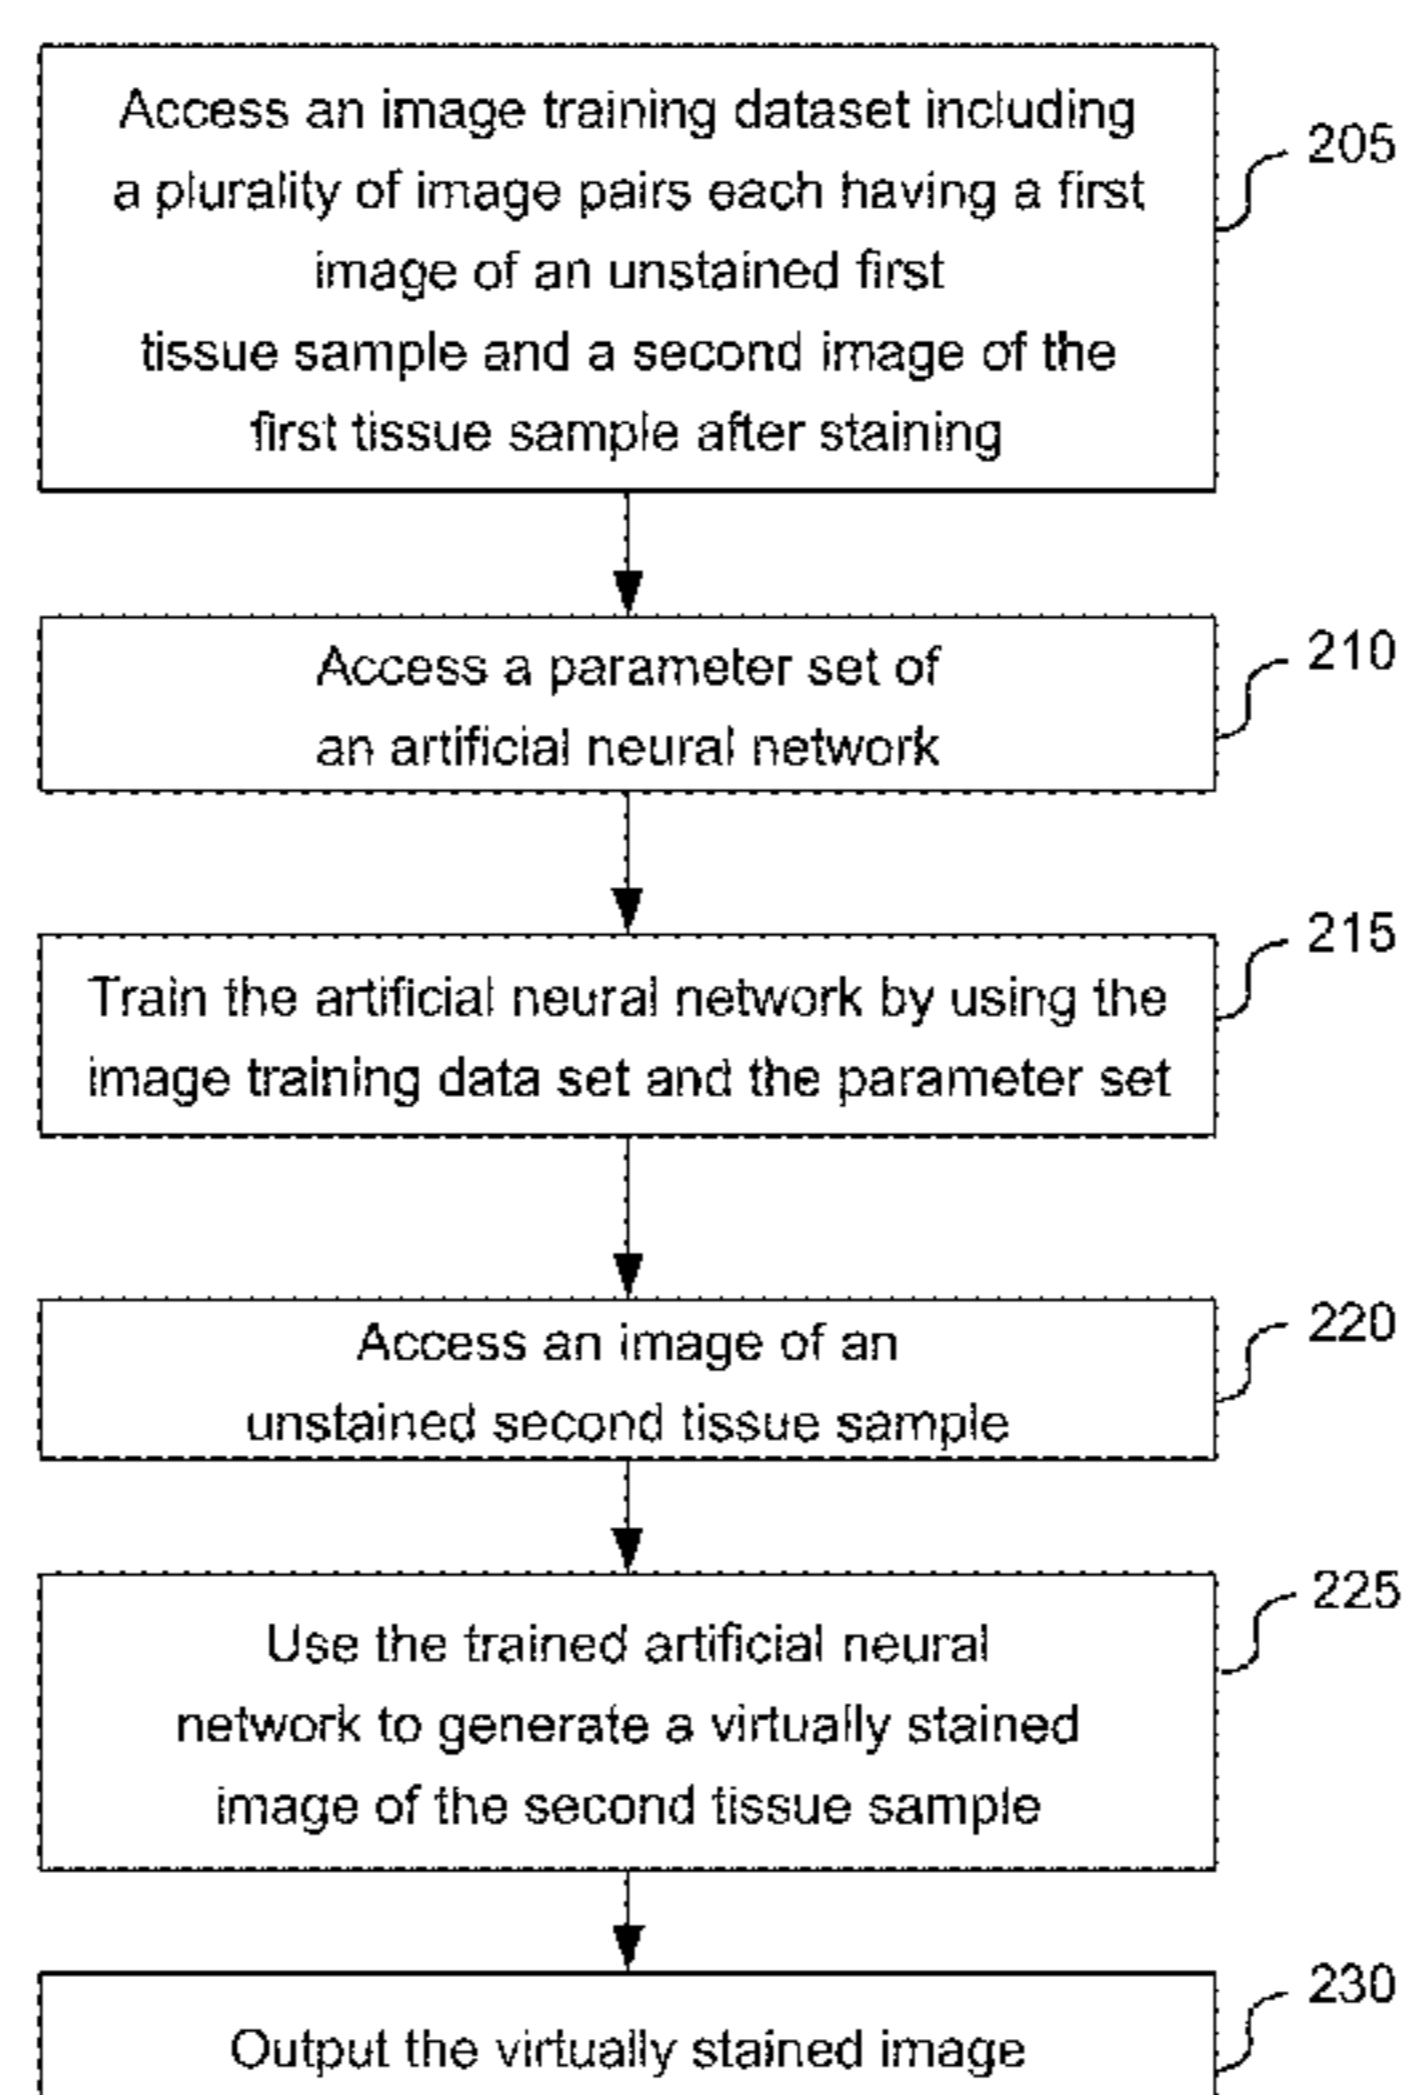 Access an image training dataset including
a plurality of image pairs each having a first
image of an unstained first
tissue sample and a second image of the
first tissue sample after staining
205
Access a parameter set of
an artificial neural network
210
Train the artificial neural network by using the
image training data set and the parameter set
215
Access an image of an
unstained second tissue sample
220
Use the trained artificial neural
network to generate a virtually stained
image of the second tissue sample
225
Output the virtually stained image
230